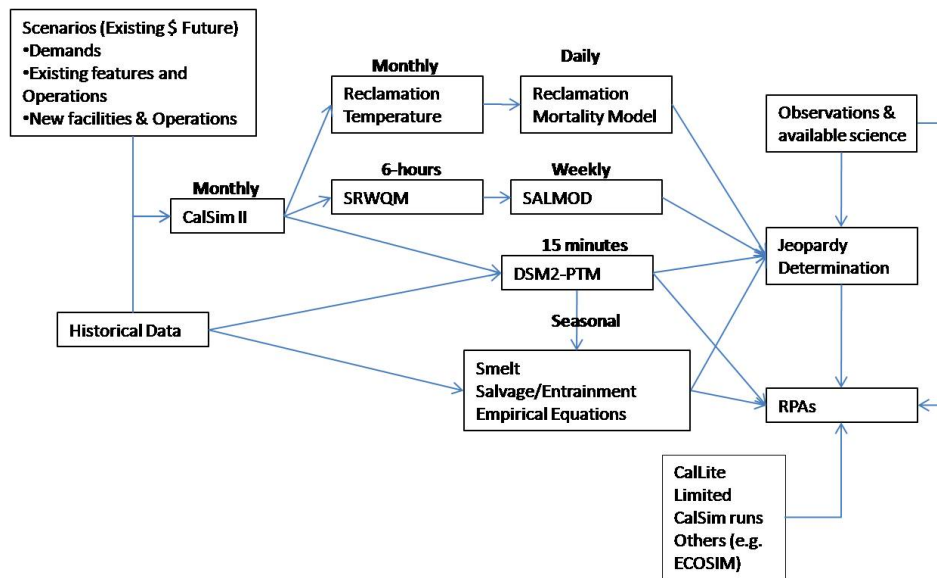 Scenarios (Existing $ Future)
•Demands
•Existing features and
Operations
•New facilities & Operations
Monthly
CalSim II
Historical Data
Monthly
Reclamation
Temperature
Daily
Reclamation
Mortality Model
6-hours
SRWQM
Weekly
SALMOD
15 minutes
DSM2-PTM
Seasonal
Smelt
Salvage/Entrainment
Empirical Equations
Observations &
available science
Jeopardy
Determination
RPAs
CalLite
Limited
CalSim runs
Others (e.g.
ECOSIM)